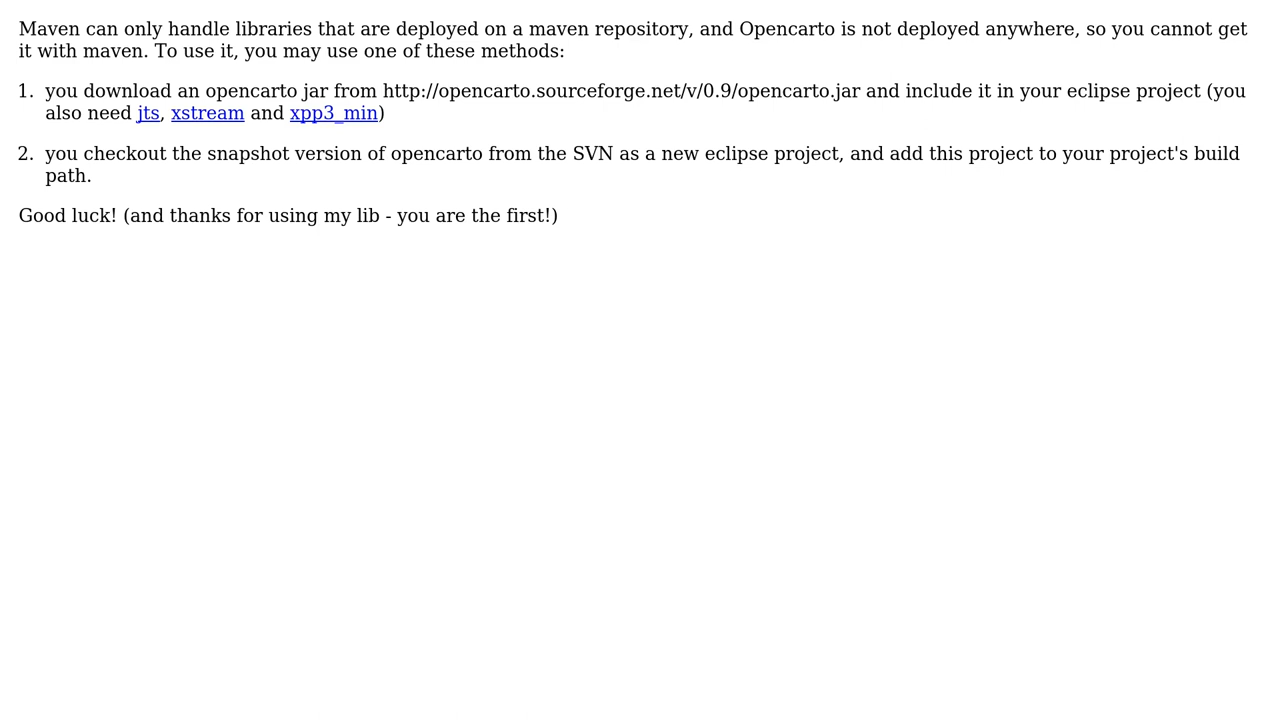 Maven can only handle libraries that are deployed on a maven repository, and Opencarto is not deployed anywhere, so you cannot get
it with maven. To use it, you may use one of these methods:
1. you download an opencarto jar from http://opencarto.sourceforge.net/v/0.9/opencarto.jar and include it in your eclipse project (you
also need jts, xstream and xpp3_min)
2. you checkout the snapshot version of opencarto from the SVN as a new eclipse project, and add this project to your project's build
path.
Good luck! (and thanks for using my lib - you are the first!)